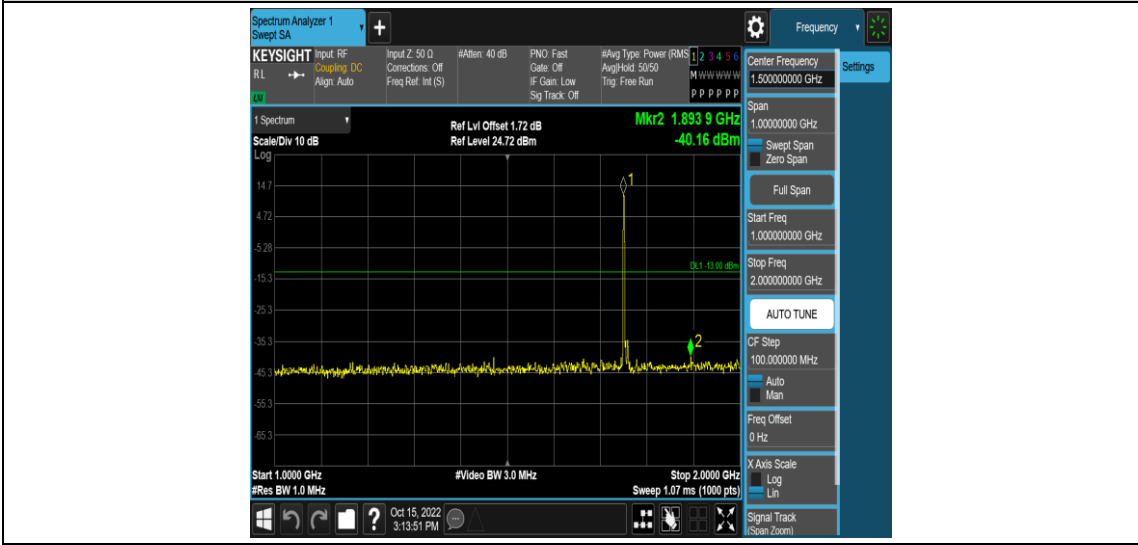 Spectrum Analyzer 1
Swept SA
+
Frequency
KEYSIGHT
RL
LNI
Input: RF
Coupling: DC
Align: Auto
Input Z: 50 Ω
Corrections: Off
Freq Ref: Int (S)
#Atten: 40 dB
PNO: Fast
Gate: Off
IF Gain: Low
Sig Track: Off
#Avg Type: Power (RMS
Avg|Hold: 50/50
Trig: Free Run
1 2 3 4 5 6
M W W W W W
P P P P P P
1 Spectrum
Scale/Div 10 dB
Ref Lvl Offset 1.72 dB
Ref Level 24.72 dBm
Mkr2 1.893 9 GHz
-40.16 dBm
Log
14.7
4.72
-5.28
-15.3
-25.3
-35.3
-45.3
-55.3
-65.3
1
DL1 -13.00 dBm
2
Start 1.0000 GHz
#Res BW 1.0 MHz
#Video BW 3.0 MHz
Stop 2.0000 GHz
Sweep 1.07 ms (1000 pts)
?
Oct 15, 2022
3:13:51 PM
Center Frequency
1.500000000 GHz
Settings
Span
1.00000000 GHz
Swept Span
Zero Span
Full Span
Start Freq
1.000000000 GHz
Stop Freq
2.000000000 GHz
AUTO TUNE
CF Step
100.000000 MHz
Auto
Man
Freq Offset
0 Hz
X Axis Scale
Log
Lin
Signal Track
(Span Zoom)